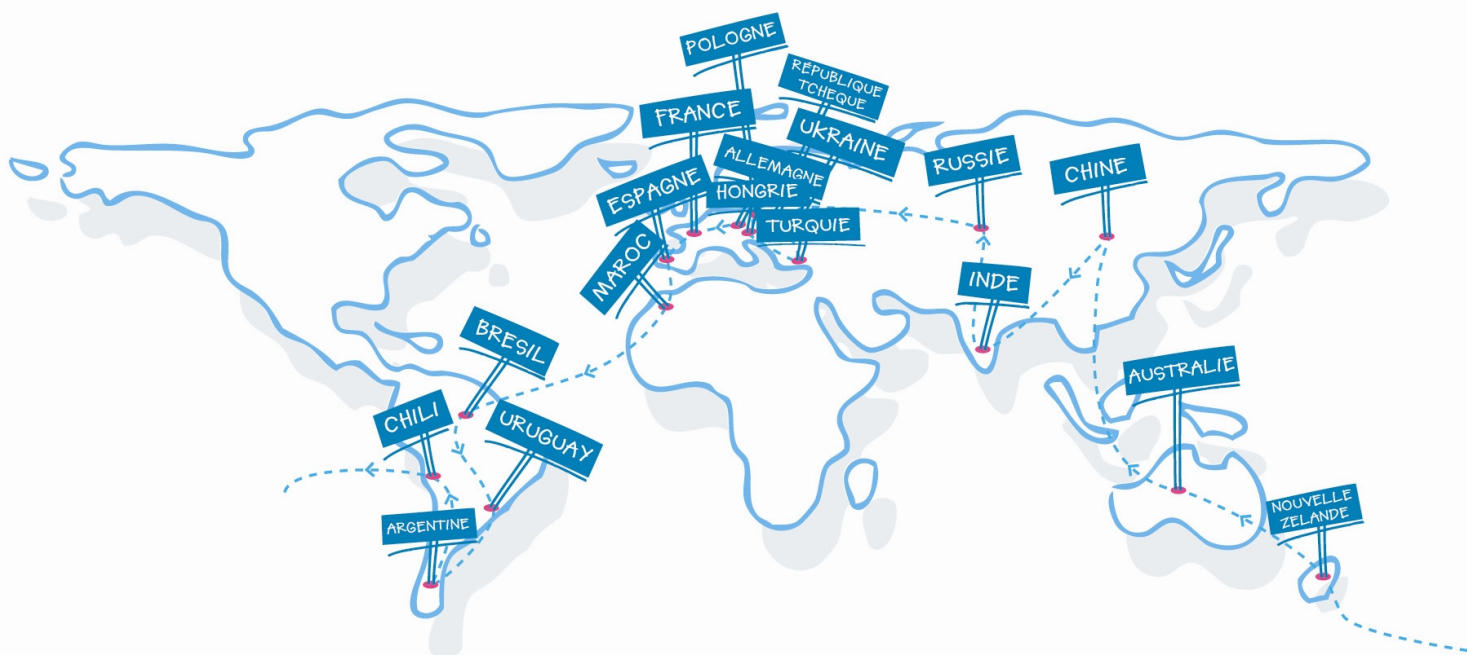 POLOGNE
RÉPUBLIQUE
TCHEQUE
FRANCE
UKRAINE
ALLEMAGNE
RUSSIE
CHINE
ESPAGNE
HONGRIE
TURQUIE
MAROC
INDE
BRESIL
AUSTRALIE
CHILI
URUGUAY
ARGENTINE
NOUVELLE
ZELANDE